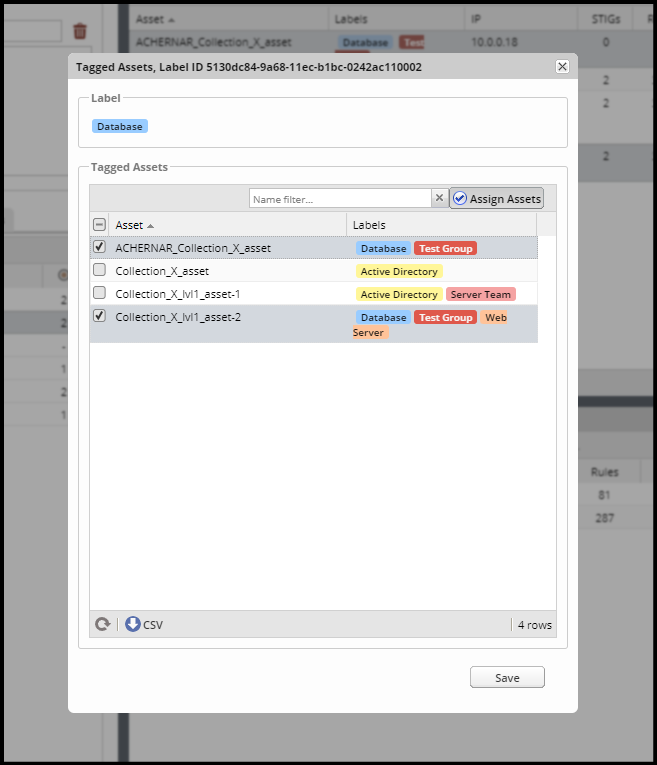 Asset Labels IP STIGs
ACHERNAR_Collection_X_asset Database Test 10.0.0.18 0
Tagged Assets, Label ID 5130dc84-9a68-11ec-b1bc-0242ac110002
2
2
2
Label
Database
Tagged Assets
Name filter... Assign Assets
Asset Labels
ACHERNAR_Collection_X_asset Database Test Group
Collection_X_asset Active Directory
Collection_X_lvl1_asset-1 Active Directory Server Team
Collection_X_lvl1_asset-2 Database Test Group Web
Server
2
2
-
1
2
1
Rules
81
287
CSV 4 rows
Save